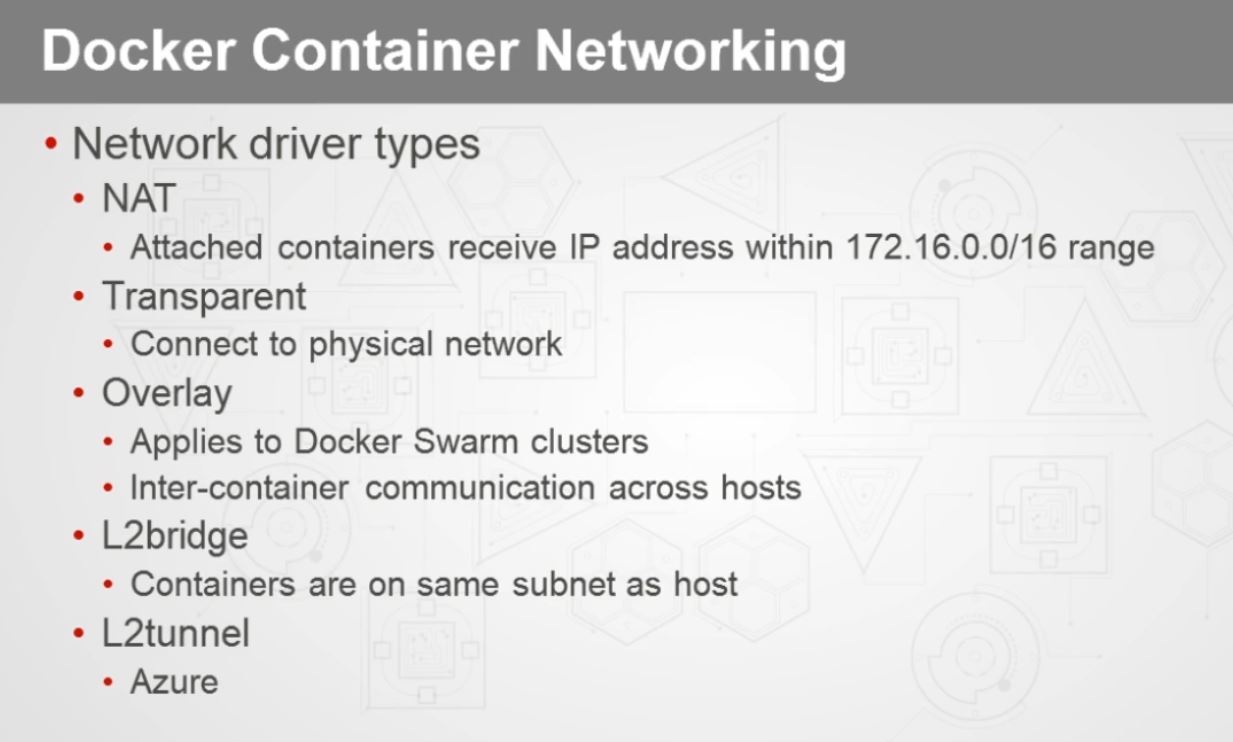 Docker Container Networking
• Network driver types
• NAT
• Attached containers receive IP address within 172.16.0.0/16 range
• Transparent
• Connect to physical network
• Overlay
• Applies to Docker Swarm clusters
• Inter-container communication across hosts
• L2bridge
• Containers are on same subnet as host
• L2tunnel
• Azure